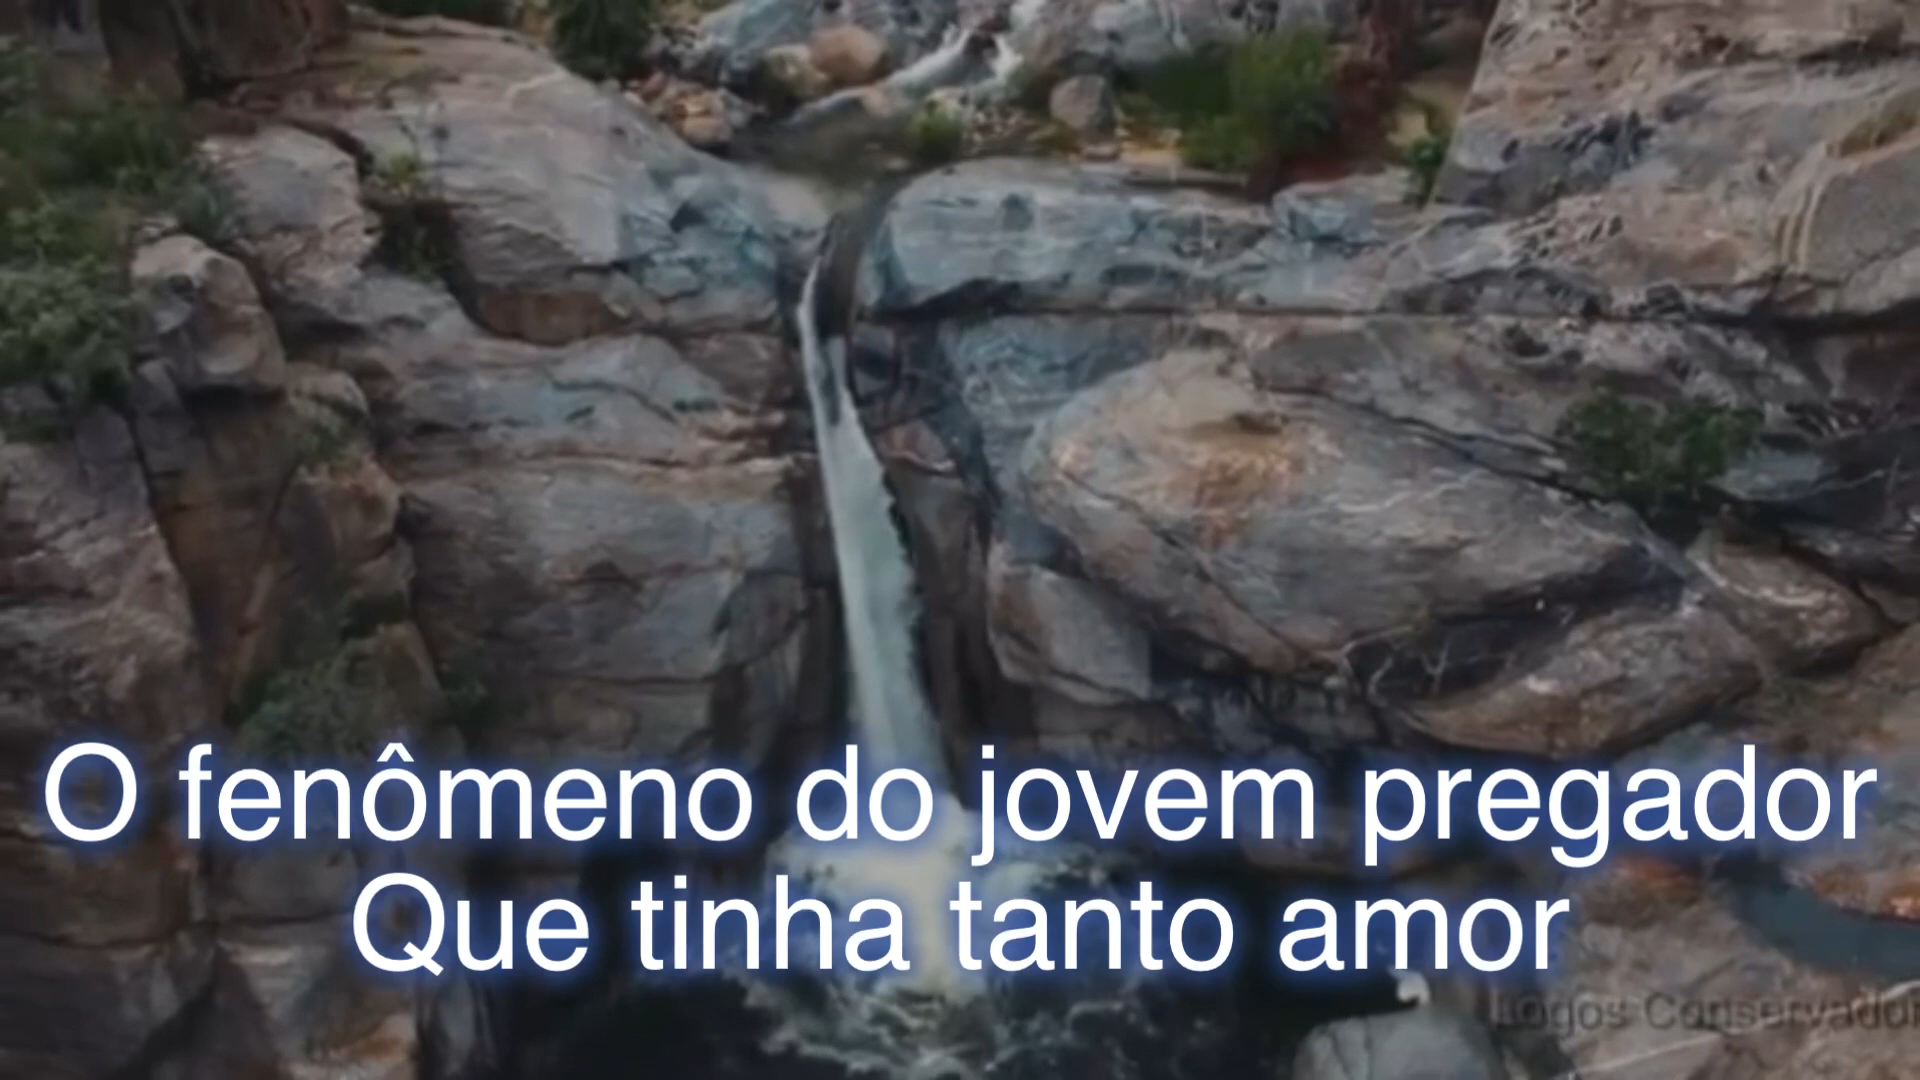 O fenômeno do jovem pregador
Que tinha tanto amor
Logos Conservador